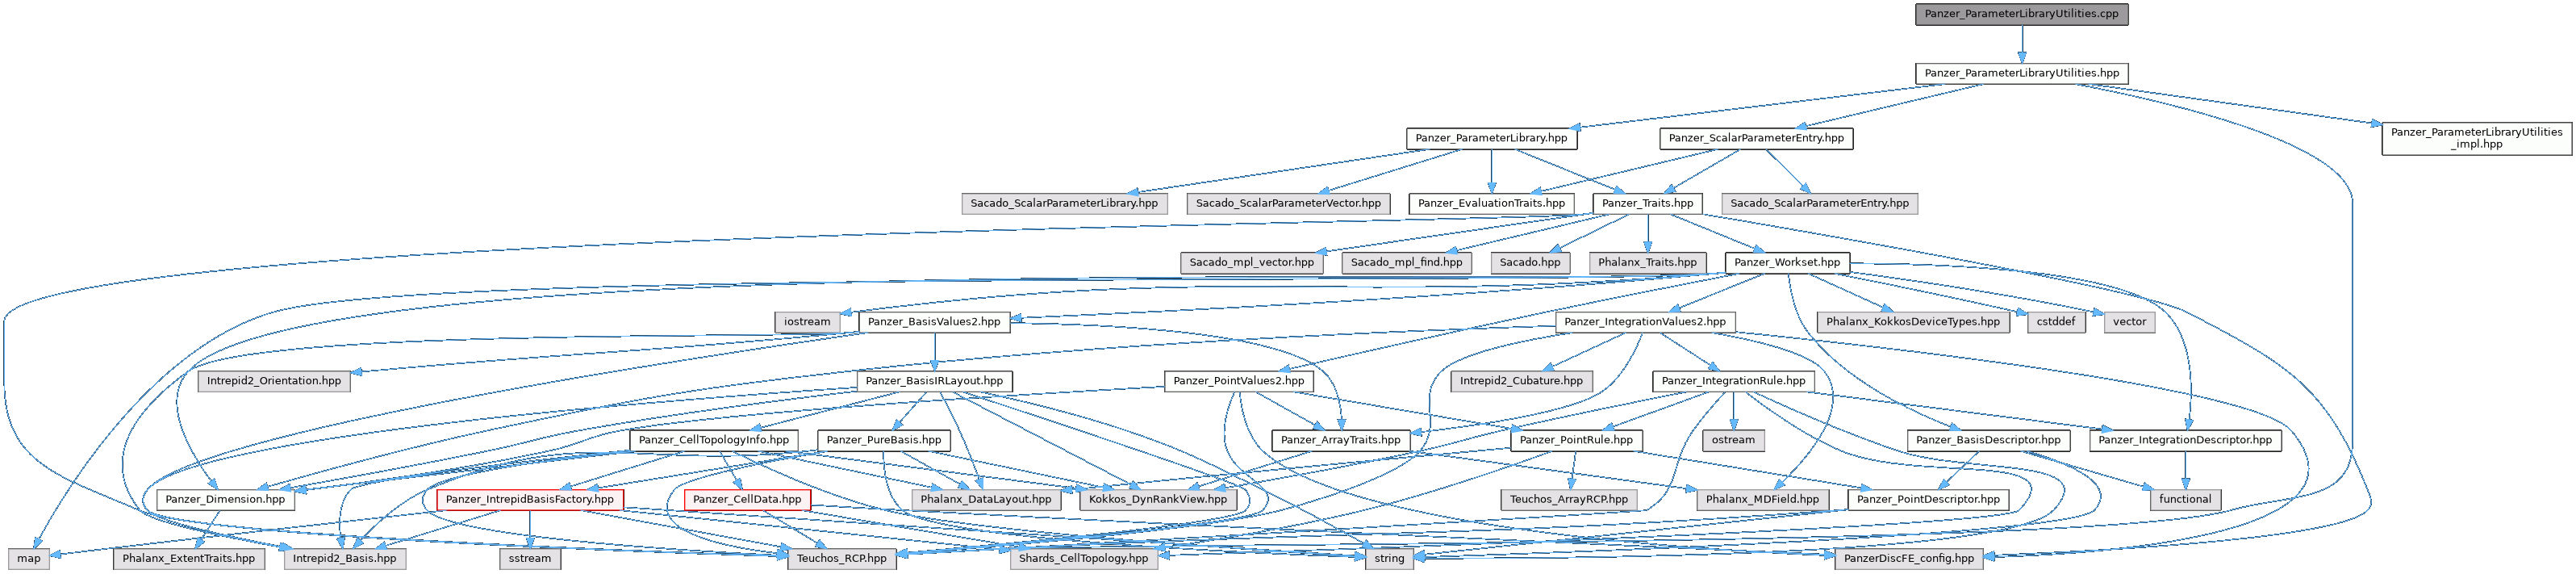 Panzer_ParameterLibraryUtilities.cpp
Panzer_ParameterLibraryUtilities.hpp
Panzer_ParameterLibrary.hpp
Panzer_ScalarParameterEntry.hpp
Panzer_ParameterLibraryUtilities
_impl.hpp
Sacado_ScalarParameterLibrary.hpp
Sacado_ScalarParameterVector.hpp
Panzer_EvaluationTraits.hpp
Panzer_Traits.hpp
Sacado_ScalarParameterEntry.hpp
Sacado_mpl_vector.hpp
Sacado_mpl_find.hpp
Sacado.hpp
Phalanx_Traits.hpp
Panzer_Workset.hpp
iostream
Panzer_BasisValues2.hpp
Panzer_IntegrationValues2.hpp
Phalanx_KokkosDeviceTypes.hpp
cstddef
vector
Intrepid2_Orientation.hpp
Panzer_BasisIRLayout.hpp
Panzer_PointValues2.hpp
Intrepid2_Cubature.hpp
Panzer_IntegrationRule.hpp
Panzer_CellTopologyInfo.hpp
Panzer_PureBasis.hpp
Panzer_ArrayTraits.hpp
Panzer_PointRule.hpp
ostream
Panzer_BasisDescriptor.hpp
Panzer_IntegrationDescriptor.hpp
Panzer_Dimension.hpp
Panzer_IntrepidBasisFactory.hpp
Panzer_CellData.hpp
Phalanx_DataLayout.hpp
Kokkos_DynRankView.hpp
Teuchos_ArrayRCP.hpp
Phalanx_MDField.hpp
Panzer_PointDescriptor.hpp
functional
map
Phalanx_ExtentTraits.hpp
Intrepid2_Basis.hpp
sstream
Teuchos_RCP.hpp
Shards_CellTopology.hpp
string
PanzerDiscFE_config.hpp